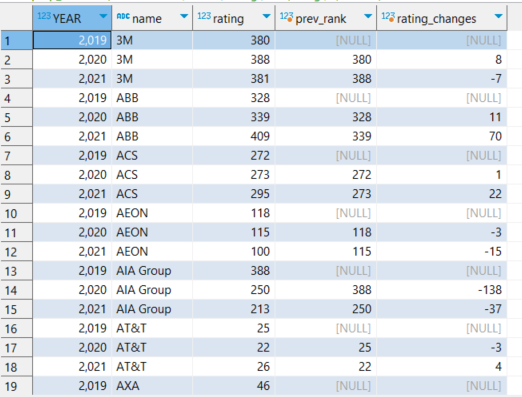 123 YEAR ABC name 123 rating 123 prev_rank 123 rating_changes
1 2,019 3M 380 [NULL] [NULL]
2 2,020 3M 388 380 8
3 2,021 3M 381 388 -7
4 2,019 ABB 328 [NULL] [NULL]
5 2,020 ABB 339 328 11
6 2,021 ABB 409 339 70
7 2,019 ACS 272 [NULL] [NULL]
8 2,020 ACS 273 272 1
9 2,021 ACS 295 273 22
10 2,019 AEON 118 [NULL] [NULL]
11 2,020 AEON 115 118 -3
12 2,021 AEON 100 115 -15
13 2,019 AIA Group 388 [NULL] [NULL]
14 2,020 AIA Group 250 388 -138
15 2,021 AIA Group 213 250 -37
16 2,019 AT&T 25 [NULL] [NULL]
17 2,020 AT&T 22 25 -3
18 2,021 AT&T 26 22 4
19 2,019 AXA 46 [NULL] [NULL]